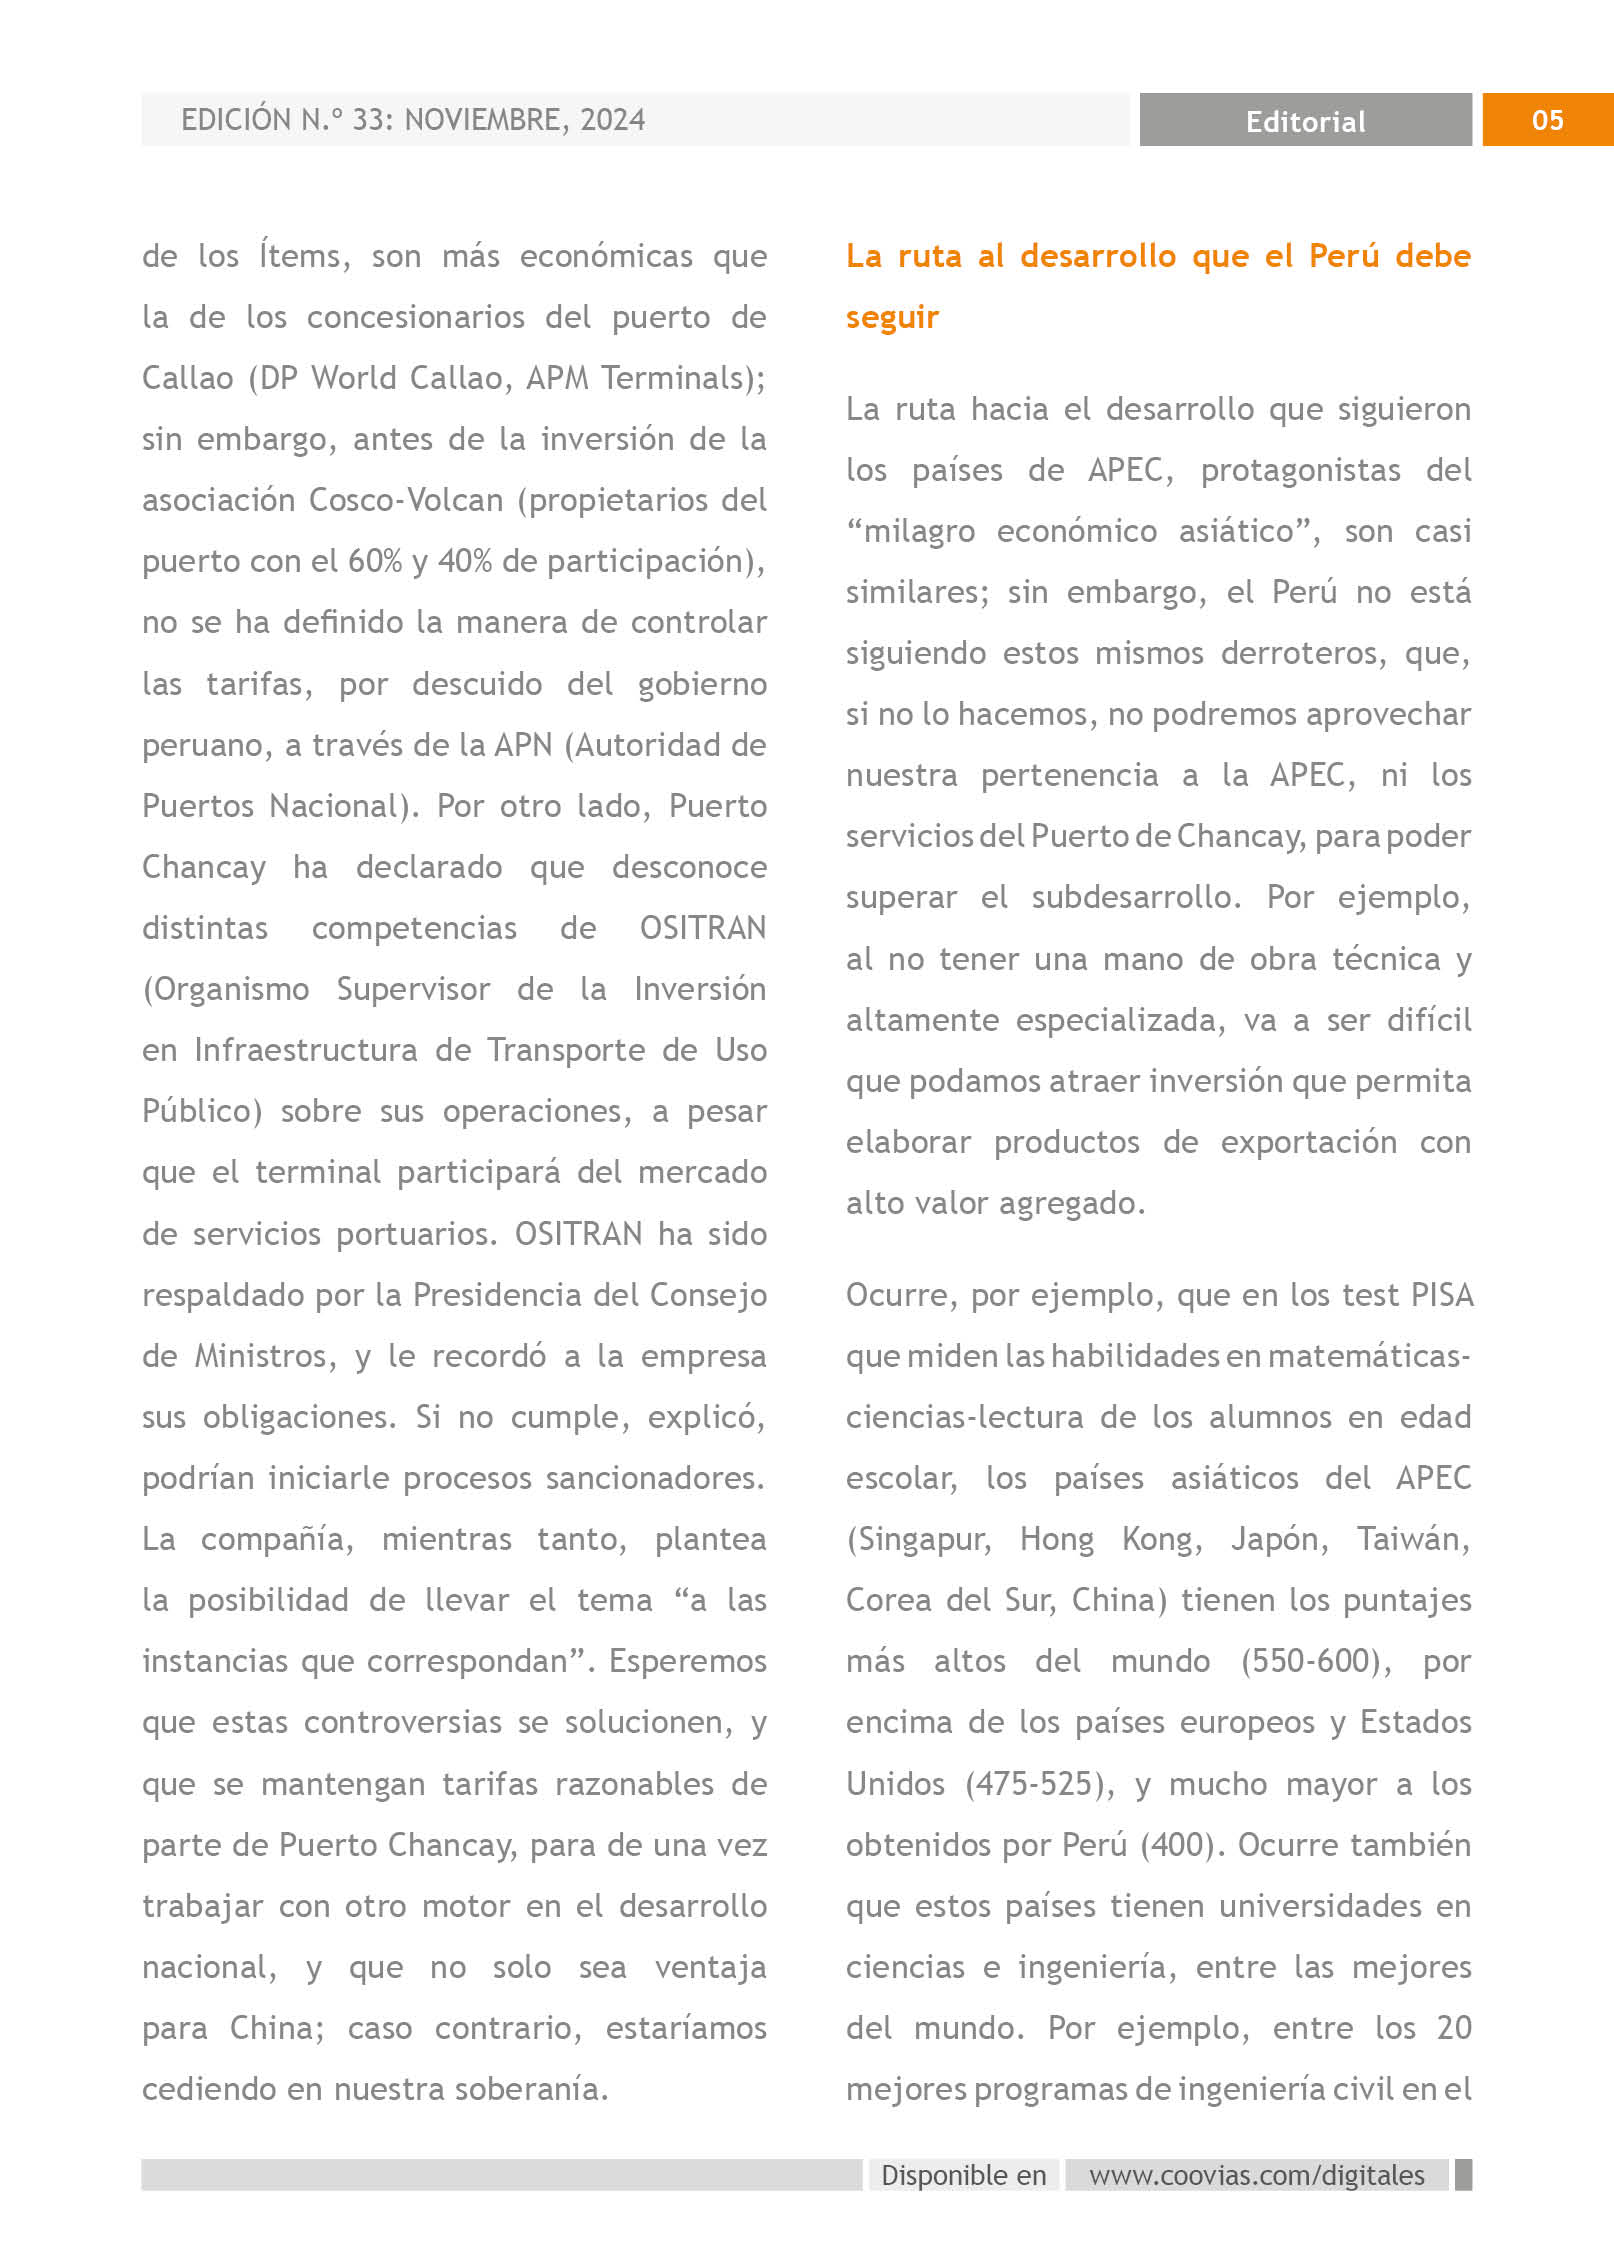 EDICIÓN N.º 33: NOVIEMBRE, 2024
Editorial
05
de los Ítems, son más económicas que
la de los concesionarios del puerto de
Callao (DP World Callao, APM Terminals);
sin embargo, antes de la inversión de la
asociación Cosco-Volcan (propietarios del
puerto con el 60% y 40% de participación),
no se ha definido la manera de controlar
las tarifas, por descuido del gobierno
peruano, a través de la APN (Autoridad de
Puertos Nacional). Por otro lado, Puerto
Chancay ha declarado que desconoce
distintas competencias de OSITRAN
(Organismo Supervisor de la Inversión
en Infraestructura de Transporte de Uso
Público) sobre sus operaciones, a pesar
que el terminal participará del mercado
de servicios portuarios. OSITRAN ha sido
respaldado por la Presidencia del Consejo
de Ministros, y le recordó a la empresa
sus obligaciones. Si no cumple, explicó,
podrían iniciarle procesos sancionadores.
La compañía, mientras tanto, plantea
la posibilidad de llevar el tema “a las
instancias que correspondan”. Esperemos
que estas controversias se solucionen, y
que se mantengan tarifas razonables de
parte de Puerto Chancay, para de una vez
trabajar con otro motor en el desarrollo
nacional, y que no solo sea ventaja
para China; caso contrario, estaríamos
cediendo en nuestra soberanía.
La ruta al desarrollo que el Perú debe
seguir
La ruta hacia el desarrollo que siguieron
los países de APEC, protagonistas del
“milagro económico asiático”, son casi
similares; sin embargo, el Perú no está
siguiendo estos mismos derroteros, que,
si no lo hacemos, no podremos aprovechar
nuestra pertenencia a la APEC, ni los
servicios del Puerto de Chancay, para poder
superar el subdesarrollo. Por ejemplo,
al no tener una mano de obra técnica y
altamente especializada, va a ser difícil
que podamos atraer inversión que permita
elaborar productos de exportación con
alto valor agregado.
Ocurre, por ejemplo, que en los test PISA
que miden las habilidades en matemáticas-
ciencias-lectura de los alumnos en edad
escolar, los países asiáticos del APEC
(Singapur, Hong Kong, Japón, Taiwán,
Corea del Sur, China) tienen los puntajes
más altos del mundo (550-600), por
encima de los países europeos y Estados
Unidos (475-525), y mucho mayor a los
obtenidos por Perú (400). Ocurre también
que estos países tienen universidades en
ciencias e ingeniería, entre las mejores
del mundo. Por ejemplo, entre los 20
mejores programas de ingeniería civil en el
Disponible en
www.coovias.com/digitales